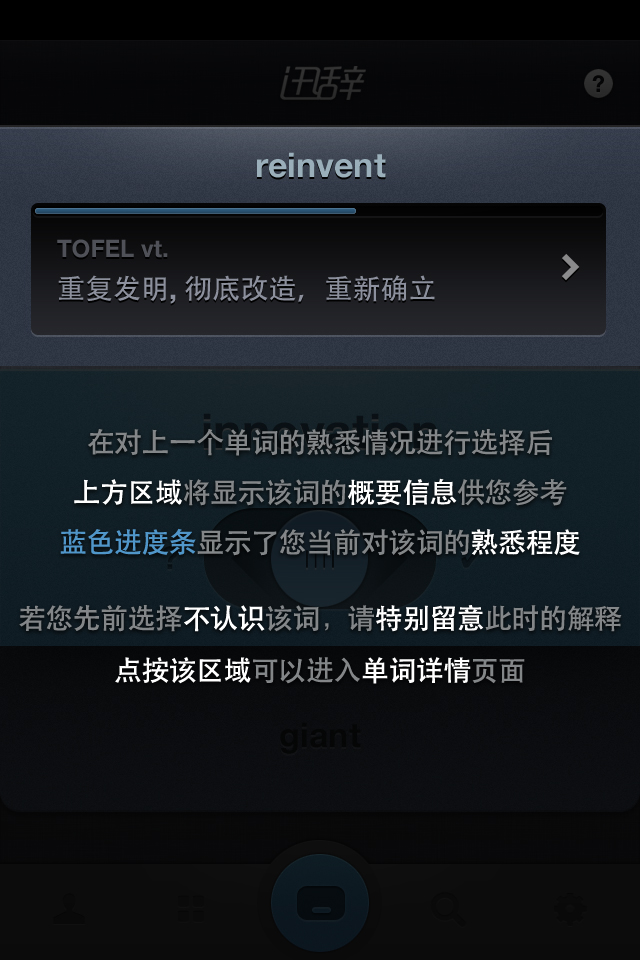 迅辞
?
reinvent
TOFEL vt.
重复发明, 彻底改造, 重新确立
innovation
在对上一个单词的熟悉情况进行选择后
上方区域将显示该词的概要信息供您参考
蓝色进度条显示了您当前对该词的熟悉程度
若您先前选择不认识该词，请特别留意此时的解释
点按该区域可以进入单词详情页面
giant